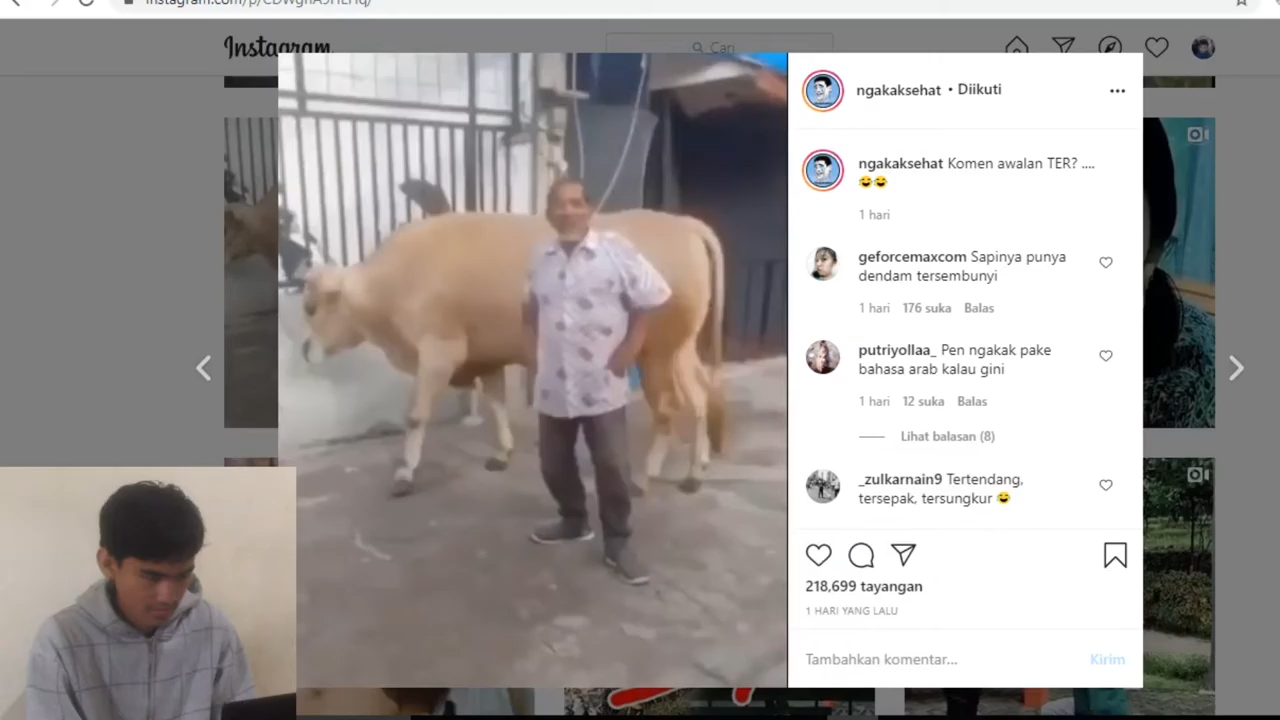 Instagram
Cari
ngakaksehat • Diikuti
ngakaksehat Komen awalan TER? ....
😂😂
1 hari
geforcemaxcom Sapinya punya
dendam tersembunyi
1 hari 176 suka Balas
putriyollaa_ Pen ngakak pake
bahasa arab kalau gini
1 hari 12 suka Balas
Lihat balasan (8)
_zulkarnain9 Tertendang,
tersepak, tersungkur 😂
218,699 tayangan
1 HARI YANG LALU
Tambahkan komentar...
Kirim